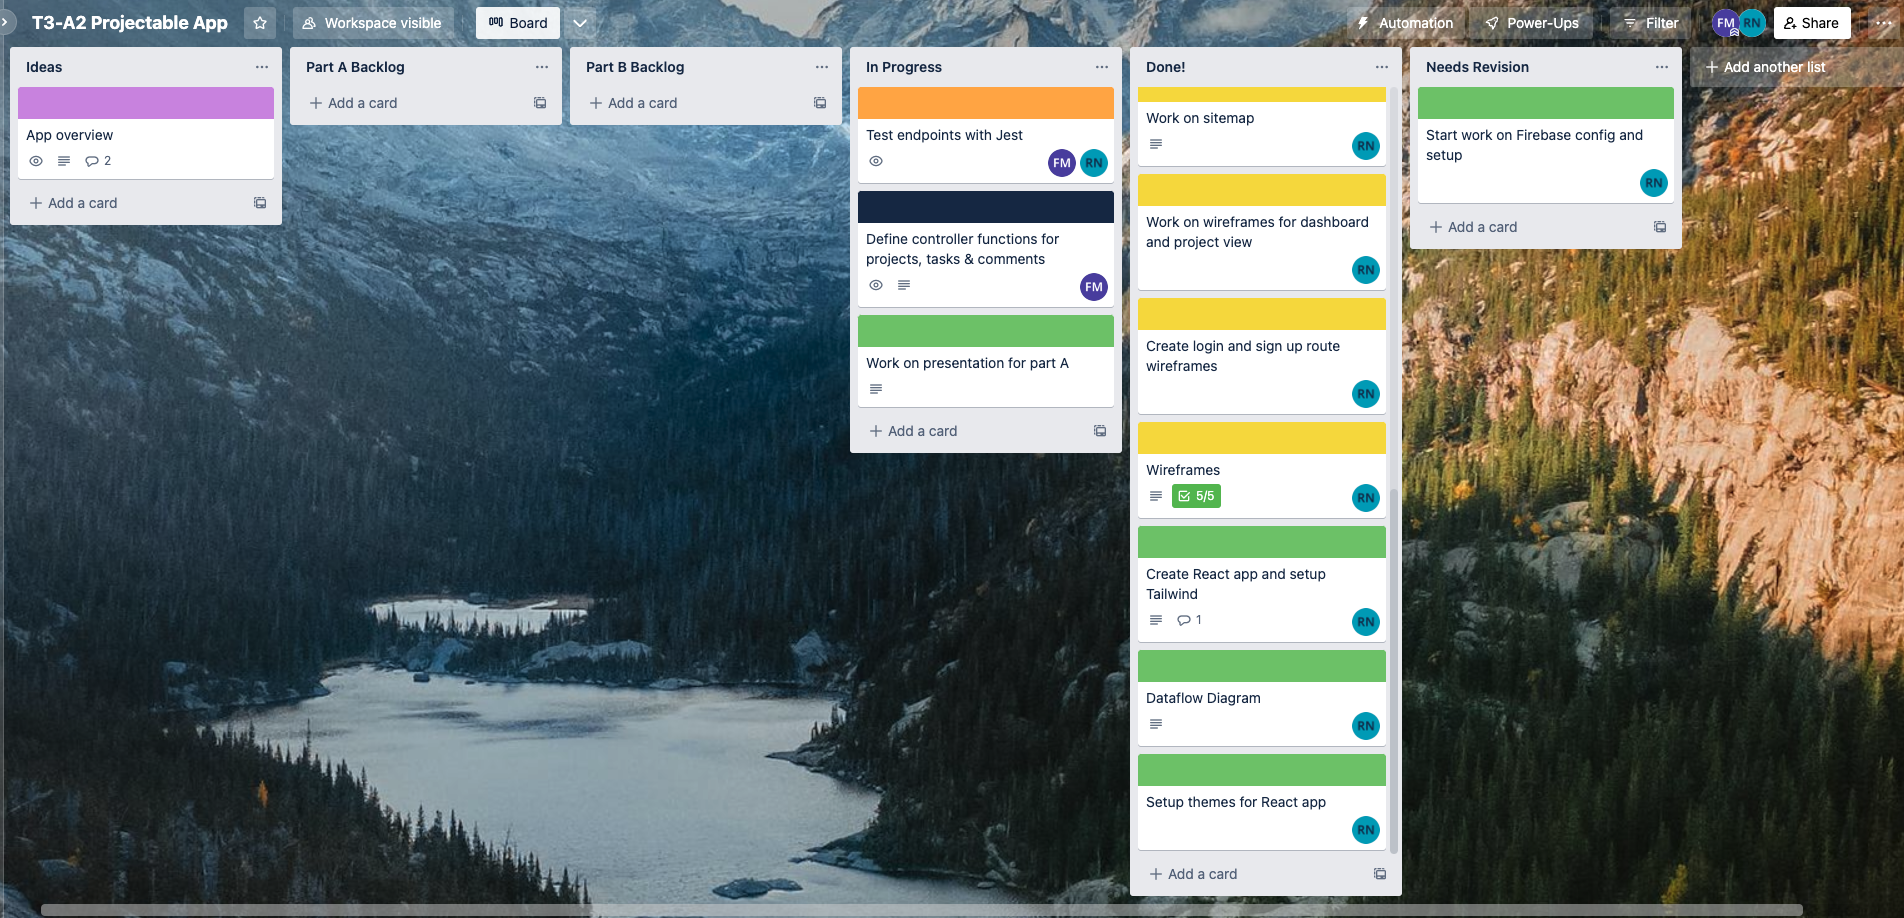 T3-A2 Projectable App
Workspace visible
Board
Automation
Power-Ups
Filter
FM
RN
Share
Ideas
App overview
2
Add a card
Part A Backlog
Add a card
Part B Backlog
Add a card
In Progress
Test endpoints with Jest
FM
RN
Define controller functions for
projects, tasks & comments
FM
Work on presentation for part A
Add a card
Done!
Work on sitemap
RN
Work on wireframes for dashboard
and project view
RN
Create login and sign up route
wireframes
RN
Wireframes
5/5
RN
Create React app and setup
Tailwind
1
RN
Dataflow Diagram
RN
Setup themes for React app
RN
Add a card
Needs Revision
Start work on Firebase config and
setup
RN
Add a card
Add another list